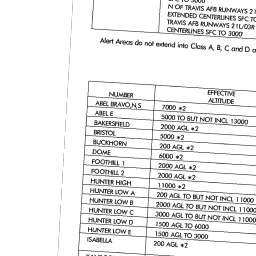 SFC TO 3000
N OF TRAVIS AFB RUNWAYS 21
EXTENDED CENTERLINES SFC TO
TRAVIS AFB RUNWAYS 21L/03R
CENTERLINES SFC TO 3000
Alert Areas do not extend into Class A, B, C and D a
NUMBER EFFECTIVE ALTITUDE
ABEL BRAVO,N,S 7000 *2
ABEL E 5000 TO BUT NOT INCL 13000
BAKERSFIELD 2000 AGL *2
BRISTOL 5000 *2
BUCKHORN 200 AGL *2
DOME 6000 *2
FOOTHILL 1 2000 AGL *2
FOOTHILL 2 2000 AGL *2
HUNTER HIGH 11000 *2
HUNTER LOW A 200 AGL TO BUT NOT INCL 11000
HUNTER LOW B 2000 AGL TO BUT NOT INCL 11000
HUNTER LOW C 3000 AGL TO BUT NOT INCL 11000
HUNTER LOW D 1500 AGL TO 6000
HUNTER LOW E 1500 AGL TO 3000
ISABELLA 200 AGL *2